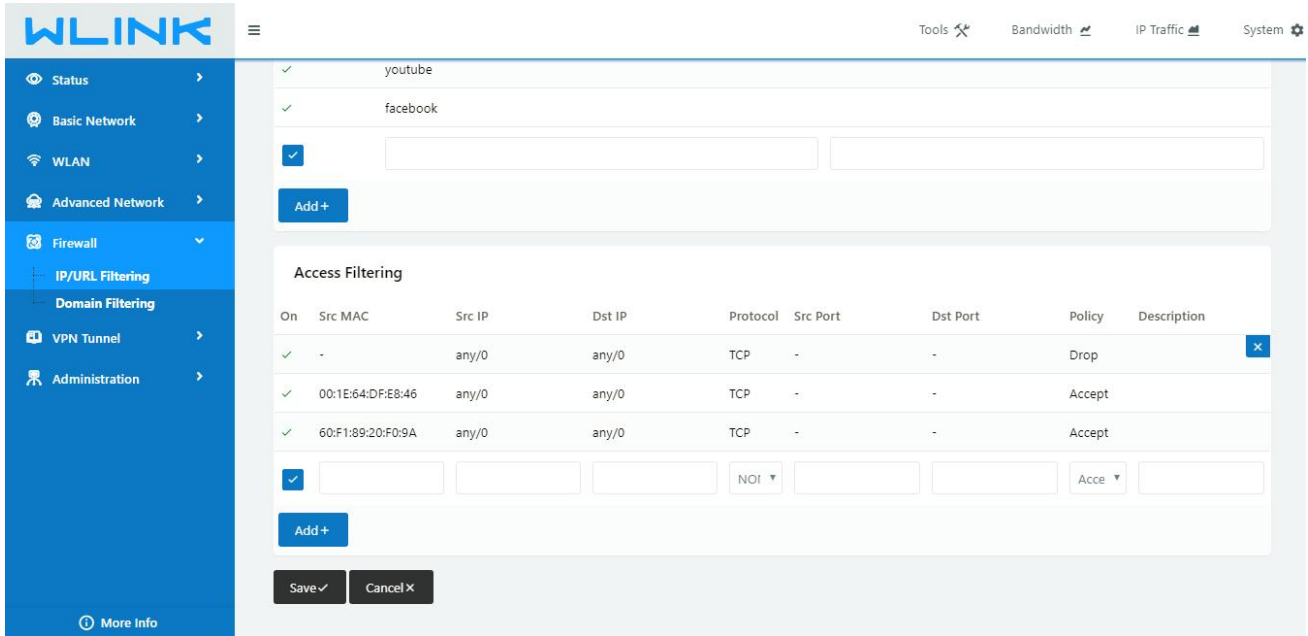 WLINK
Tools Bandwidth IP Traffic System
Status
Basic Network
WLAN
Advanced Network
Firewall
IP/URL Filtering
Domain Filtering
VPN Tunnel
Administration
More Info
youtube
facebook
Add+
Access Filtering
On Src MAC Src IP Dst IP Protocol Src Port Dst Port Policy Description
- any/0 any/0 TCP - - Drop
00:1E:64:DF:E8:46 any/0 any/0 TCP - - Accept
60:F1:89:20:F0:9A any/0 any/0 TCP - - Accept
NOI Acce
Add+
Save Cancel